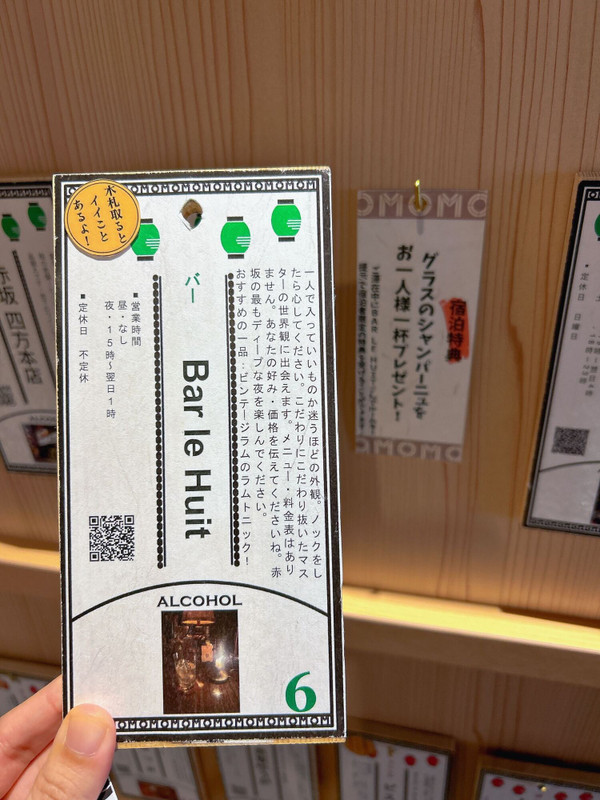 木札取ると
イイこと
あるよ！
一人で入っていいものか迷うほどの外観。ノックをし
たら心してください。こだわりにこだわり抜いたマス
ターの世界観に出会えます。メニュー・料金表はあり
ません。あなたの好み・価格を伝えてくださいね。赤
坂の最もディープな夜を楽しんでください。
おすすめの一品：ビンテージラムのラムトニック！
バー
Bar le Huit
■営業時間
昼・なし
夜・15時〜翌日1時
■定休日　不定休
ALCOHOL
6
MOMOMO
宿泊特典
グラスのシャンパーニュを
お一人様一杯プレゼント！
赤坂 四方本店
定休日　日曜日